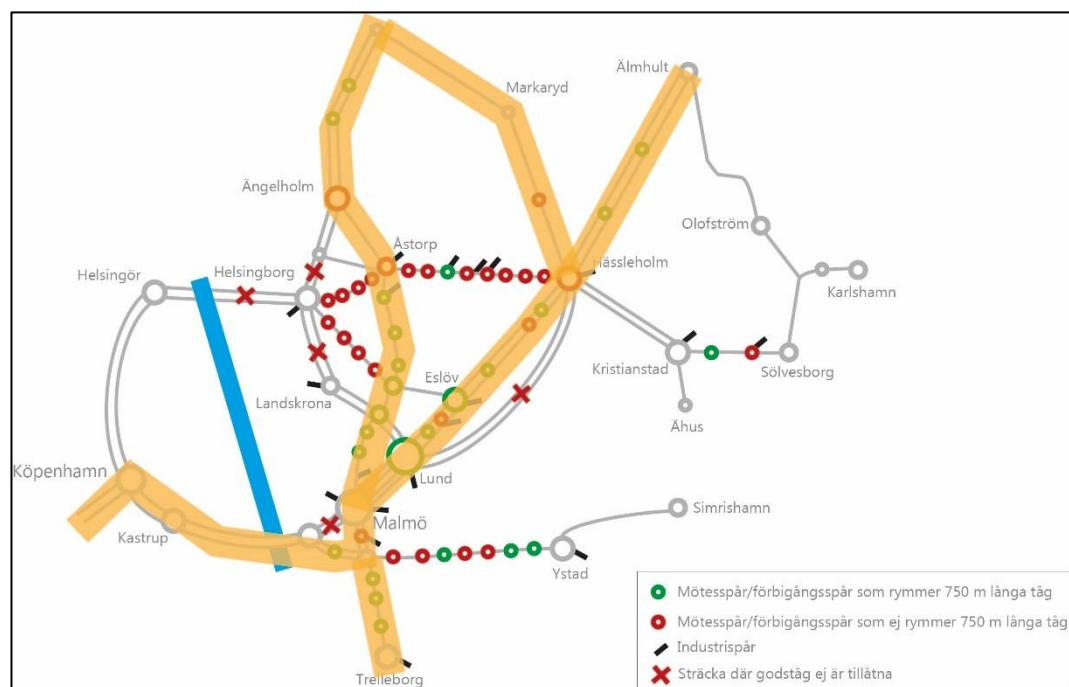 Älmhult
Markaryd
Ängelholm
Olofström
Åstorp
Helsingör
Helsingborg
Hässleholm
Karlshamn
Eslöv
Kristianstad
Sölvesborg
Landskrona
Åhus
Köpenhamn
Lund
Simrishamn
Malmö
Kastrup
Ystad
Trelleborg
Mötesspår/förbigångsspår som rymmer 750 m långa tåg
Mötesspår/förbigångsspår som ej rymmer 750 m långa tåg
Industrispår
Sträcka där godståg ej är tillåtna